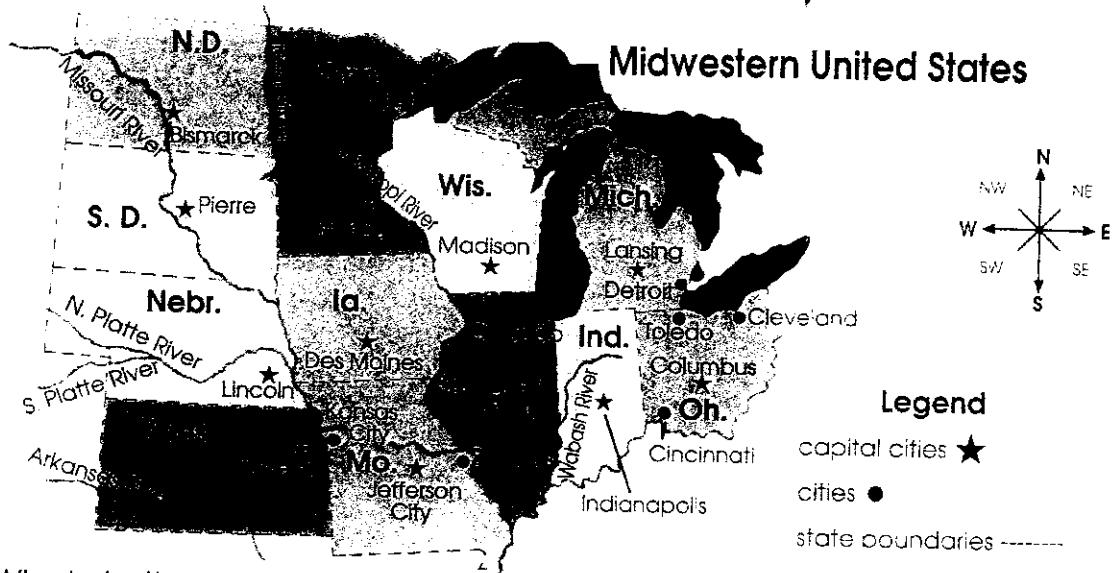 Midwestern United States
N.D.
Missouri River
Bismarck
S. D.
Pierre
Wis.
River
Madison
Mich.
Lansing
Detroit
N
NW
NE
W
E
SW
SE
S
Nebr.
N. Platte River
S. Platte River
Lincoln
Ia.
Des Moines
Ind.
Wabash River
Indianapolis
Toledo
Cleveland
Columbus
Oh.
Cincinnati
Kansas
City
Mo.
Jefferson
City
Legend
capital cities ★
cities ●
state boundaries -------